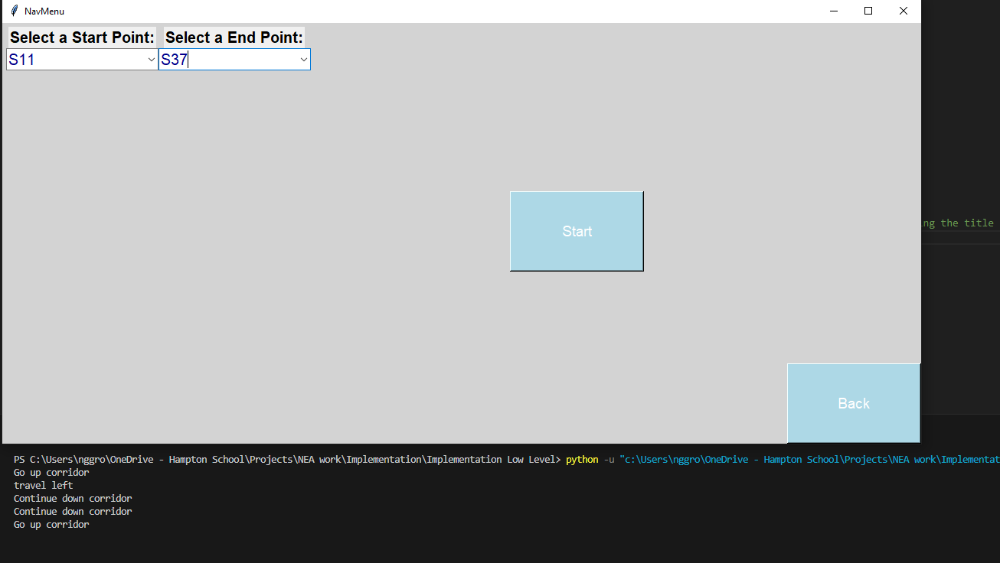 NavMenu
Select a Start Point: Select a End Point:
S11 S37
ng the title
Start
Back
PS C:\Users\nggro\OneDrive - Hampton School\Projects\NEA work\Implementation\Implementation Low Level> python -u "c:\Users\nggro\OneDrive - Hampton School\Projects\NEA work\Implementat
Go up corridor
travel left
Continue down corridor
Continue down corridor
Go up corridor